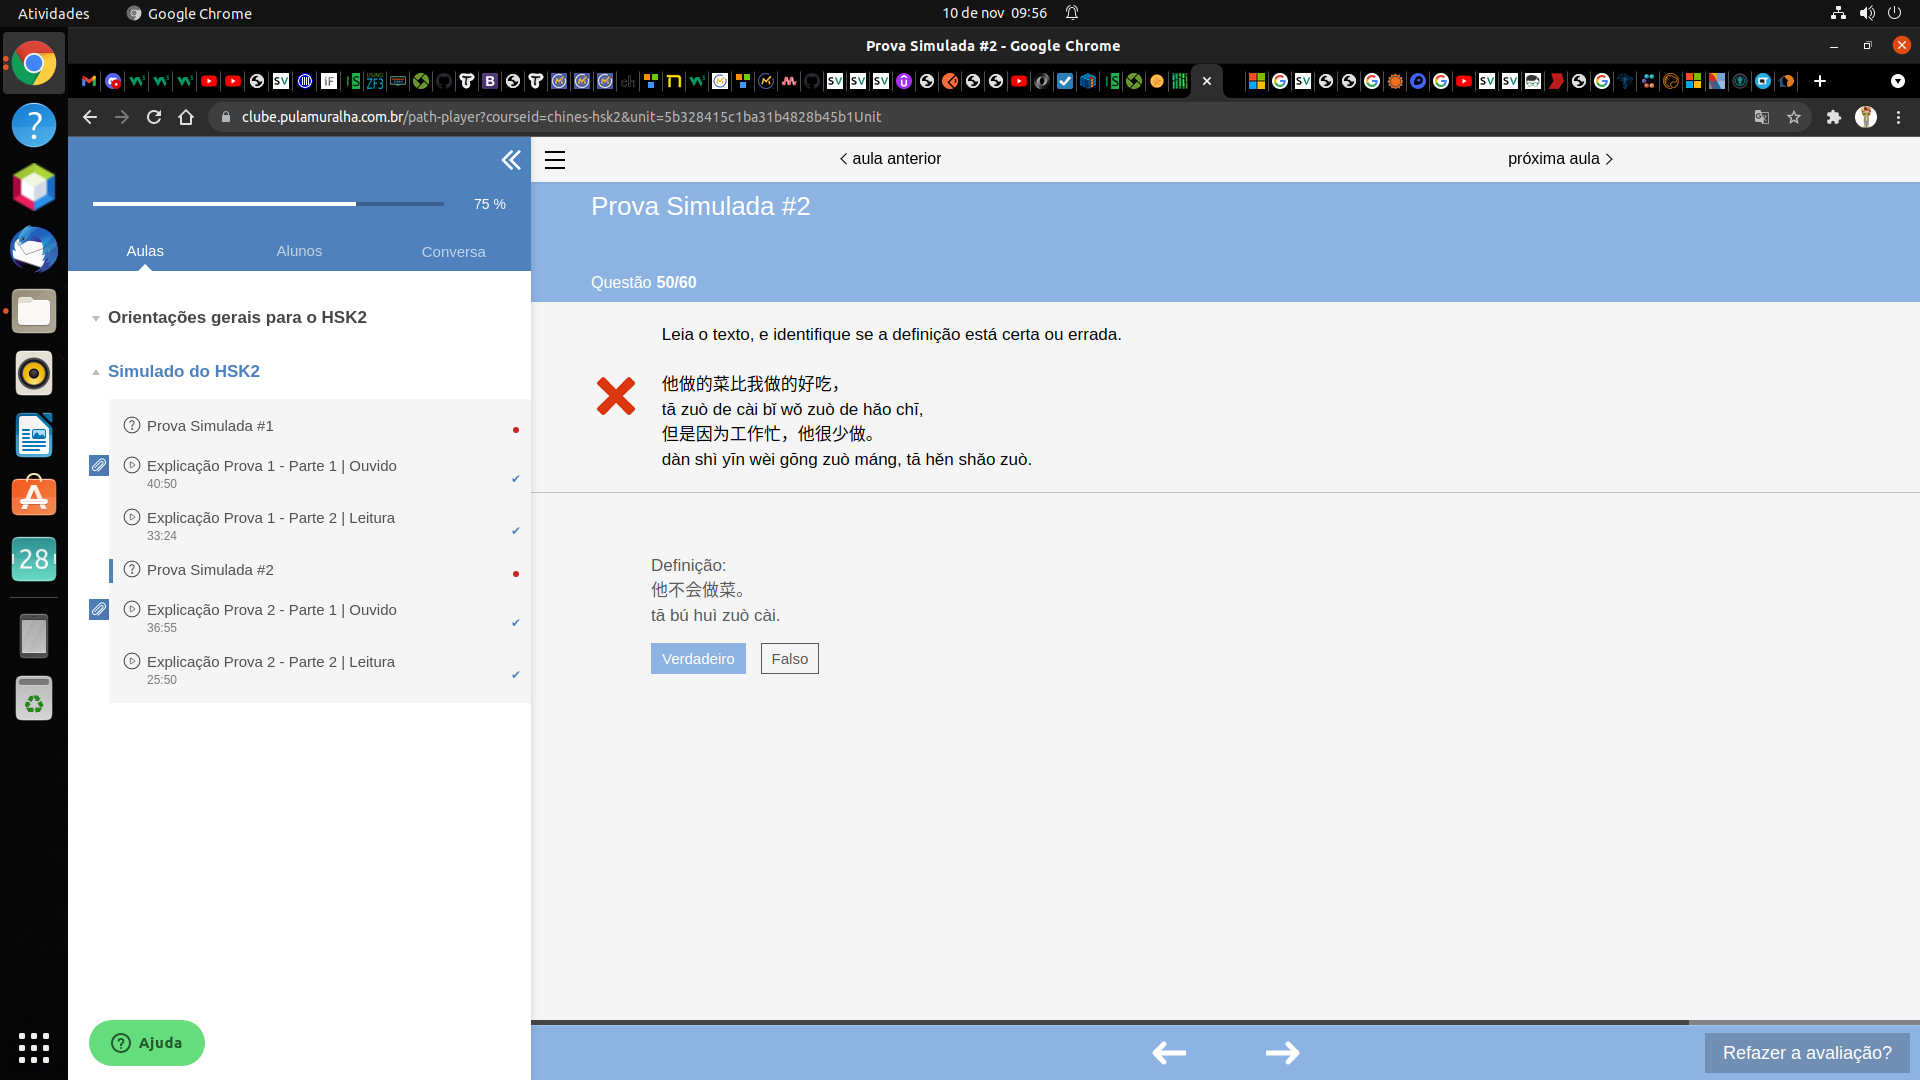 Atividades
Google Chrome
10 de nov 09:56
Prova Simulada #2 - Google Chrome
clube.pulamuralha.com.br/path-player?courseid=chines-hsk2&unit=5b328415c1ba31b4828b45b1Unit
75 %
Aulas
Alunos
Conversa
Orientações gerais para o HSK2
Simulado do HSK2
Prova Simulada #1
Explicação Prova 1 - Parte 1 | Ouvido
40:50
Explicação Prova 1 - Parte 2 | Leitura
33:24
Prova Simulada #2
Explicação Prova 2 - Parte 1 | Ouvido
36:55
Explicação Prova 2 - Parte 2 | Leitura
25:50
Ajuda
28
aula anterior
próxima aula
Prova Simulada #2
Questão 50/60
Leia o texto, e identifique se a definição está certa ou errada.
他做的菜比我做的好吃，
tā zuò de cài bǐ wǒ zuò de hǎo chī,
但是因为工作忙，他很少做。
dàn shì yīn wèi gōng zuò máng, tā hěn shǎo zuò.
Definição:
他不会做菜。
tā bú huì zuò cài.
Verdadeiro
Falso
Refazer a avaliação?